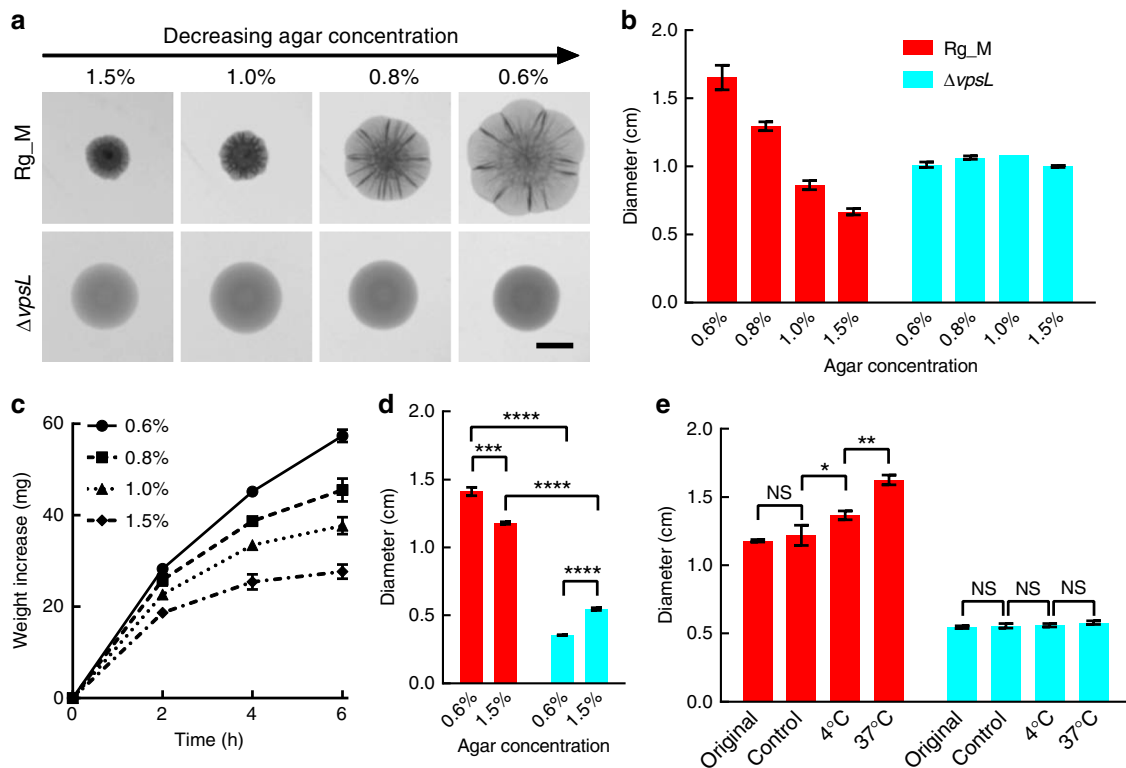 a
Decreasing agar concentration
1.5% 1.0% 0.8% 0.6%
Rg_M
ΔvpsL
b
Diameter (cm)
2.0
1.5
1.0
0.5
0.0
Rg_M
ΔvpsL
0.6% 0.8% 1.0% 1.5% 0.6% 0.8% 1.0% 1.5%
Agar concentration
c
Weight increase (mg)
60
40
20
0
0.6%
0.8%
1.0%
1.5%
0 2 4 6
Time (h)
d
Diameter (cm)
2.0
1.5
1.0
0.5
0.0
****
***
****
****
0.6% 1.5% 0.6% 1.5%
Agar concentration
e
Diameter (cm)
2.0
1.5
1.0
0.5
0.0
**
*
NS
NS NS NS
Original Control 4°C 37°C Original Control 4°C 37°C